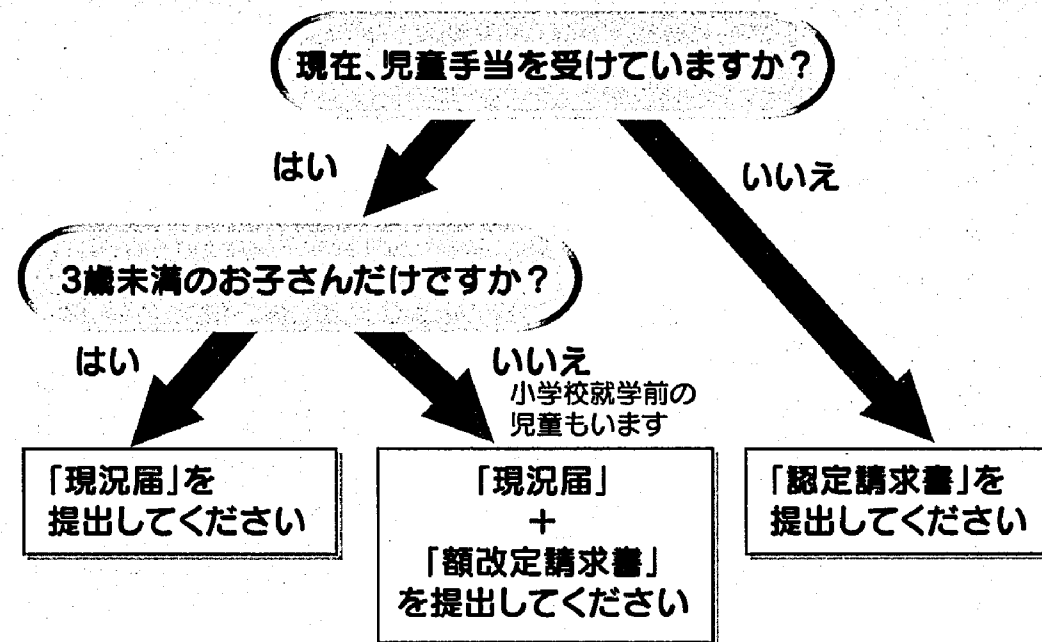 現在、児童手当を受けていますか？
はい
いいえ
3歳未満のお子さんだけですか？
はい
いいえ
小学校就学前の
児童もいます
「現況届」を
提出してください
「現況届」
＋
「額改定請求書」
を提出してください
「認定請求書」を
提出してください